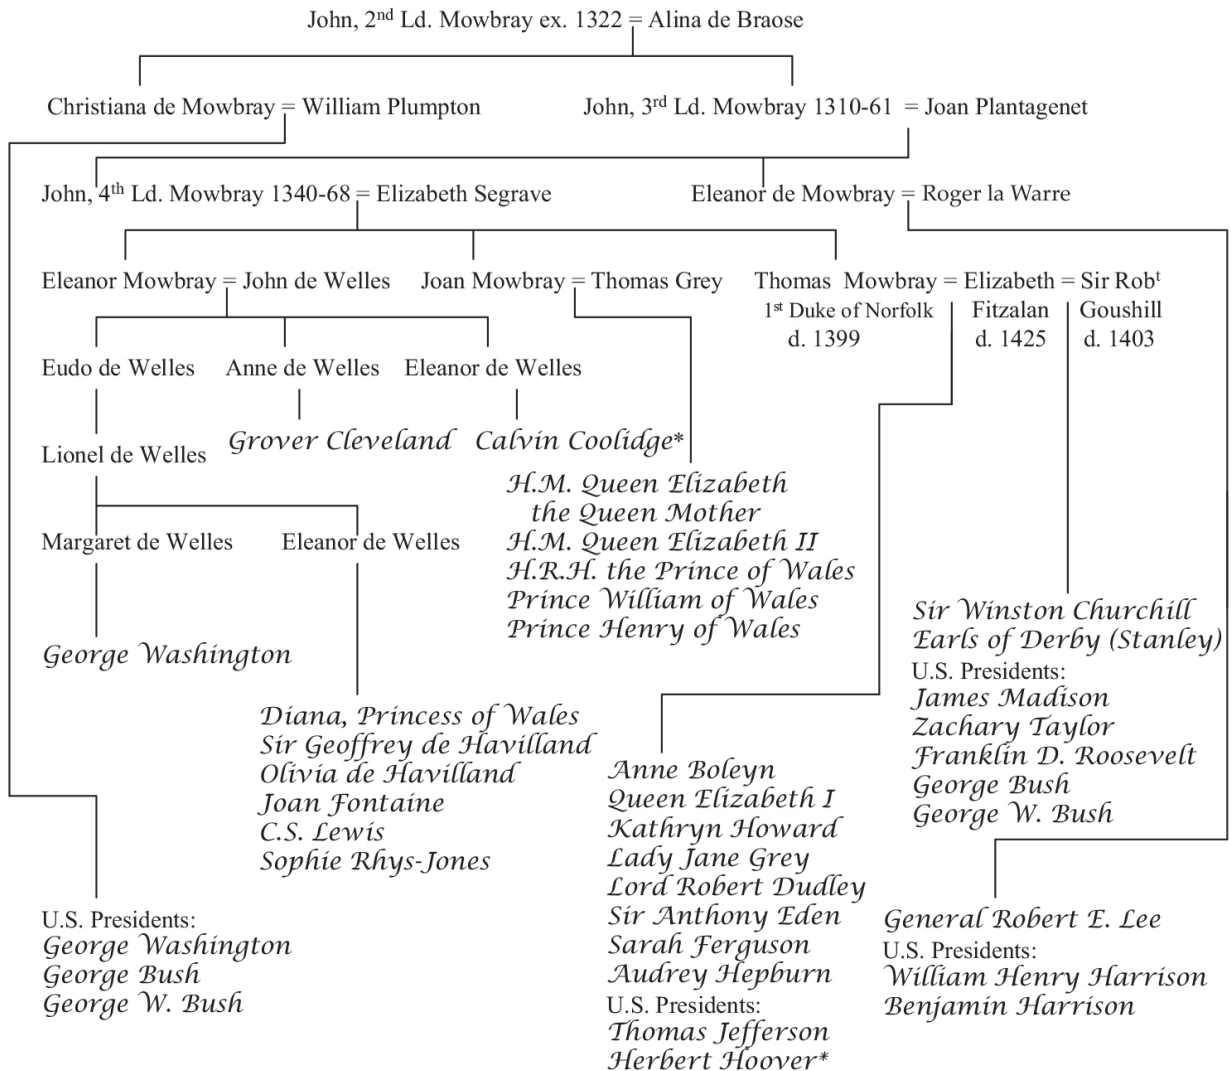 John, 2nd Ld. Mowbray ex. 1322 = Alina de Braose
Christiana de Mowbray = William Plumpton
John, 3rd Ld. Mowbray 1310-61 = Joan Plantagenet
John, 4th Ld. Mowbray 1340-68 = Elizabeth Segrave
Eleanor de Mowbray = Roger la Warre
Eleanor Mowbray = John de Welles
Joan Mowbray = Thomas Grey
Thomas Mowbray = Elizabeth = Sir Robt
1st Duke of Norfolk
Fitzalan
Goushill
d. 1399
d. 1425
d. 1403
Eudo de Welles
Anne de Welles
Eleanor de Welles
Grover Cleveland
Calvin Coolidge*
Lionel de Welles
H.M. Queen Elizabeth
the Queen Mother
H.M. Queen Elizabeth II
H.R.H. the Prince of Wales
Prince William of Wales
Prince Henry of Wales
Margaret de Welles
Eleanor de Welles
George Washington
Sir Winston Churchill
Earls of Derby (Stanley)
U.S. Presidents:
James Madison
Zachary Taylor
Franklin D. Roosevelt
George Bush
George W. Bush
Diana, Princess of Wales
Sir Geoffrey de Havilland
Olivia de Havilland
Joan Fontaine
C.S. Lewis
Sophie Rhys-Jones
Anne Boleyn
Queen Elizabeth I
Kathryn Howard
Lady Jane Grey
Lord Robert Dudley
Sir Anthony Eden
Sarah Ferguson
Audrey Hepburn
U.S. Presidents:
Thomas Jefferson
Herbert Hoover*
U.S. Presidents:
George Washington
George Bush
George W. Bush
General Robert E. Lee
U.S. Presidents:
William Henry Harrison
Benjamin Harrison